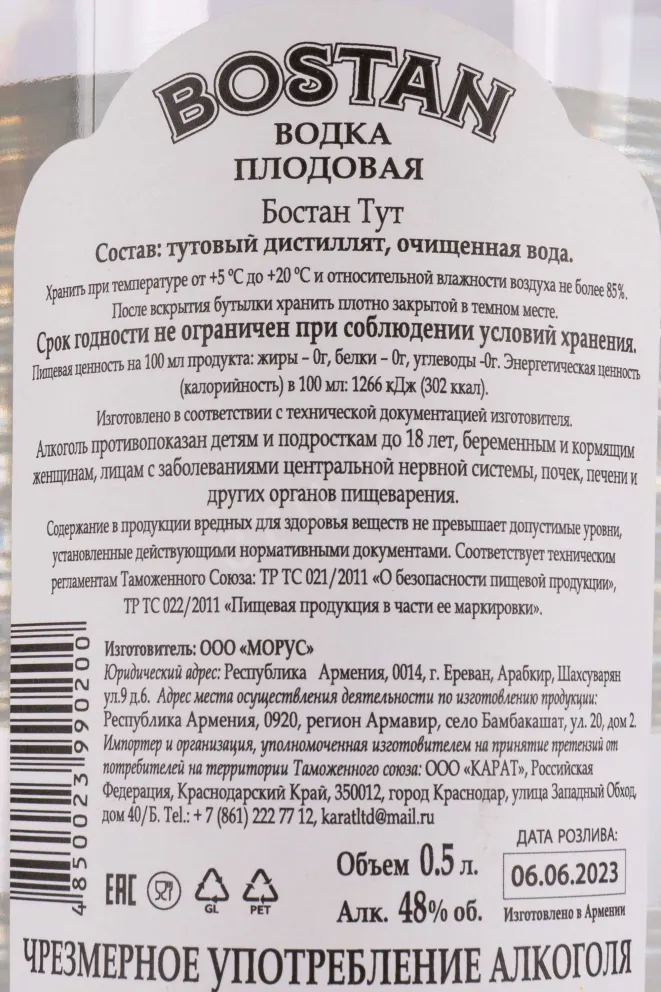 BOSTAN
ВОДКА
ПЛОДОВАЯ
Бостан Тут
Состав: тутовый дистиллят, очищенная вода.
Хранить при температуре от +5 °С до +20 °С и относительной влажности воздуха не более 85%.
После вскрытия бутылки хранить плотно закрытой в темном месте.
Срок годности не ограничен при соблюдении условий хранения.
Пищевая ценность на 100 мл продукта: жиры – 0г, белки – 0г, углеводы -0г. Энергетическая ценность
(калорийность) в 100 мл: 1266 кДж (302 ккал).
Изготовлено в соответствии с технической документацией изготовителя.
Алкоголь противопоказан детям и подросткам до 18 лет, беременным и кормящим
женщинам, лицам с заболеваниями центральной нервной системы, почек, печени и
других органов пищеварения.
Содержание в продукции вредных для здоровья веществ не превышает допустимые уровни,
установленные действующими нормативными документами. Соответствует техническим
регламентам Таможенного Союза: ТР ТС 021/2011 «О безопасности пищевой продукции»,
ТР ТС 022/2011 «Пищевая продукция в части ее маркировки».
Изготовитель: ООО «МОРУС»
Юридический адрес: Республика Армения, 0014, г. Ереван, Арабкир, Шахсуварян
ул.9 д.6. Адрес места осуществления деятельности по изготовлению продукции:
Республика Армения, 0920, регион Армавир, село Бамбакашат, ул. 20, дом 2.
Импортер и организация, уполномоченная изготовителем на принятие претензий от
потребителей на территории Таможенного союза: ООО «КАРАТ», Российская
Федерация, Краснодарский Край, 350012, город Краснодар, улица Западный Обход,
дом 40/Б. Tel.: + 7 (861) 222 77 12, karatltd@mail.ru
4 850023 990200
ЕАС
GL
PET
Объем 0.5 л.
Алк. 48% об.
ДАТА РОЗЛИВА:
06.06.2023
Изготовлено в Армении
ЧРЕЗМЕРНОЕ УПОТРЕБЛЕНИЕ АЛКОГОЛЯ